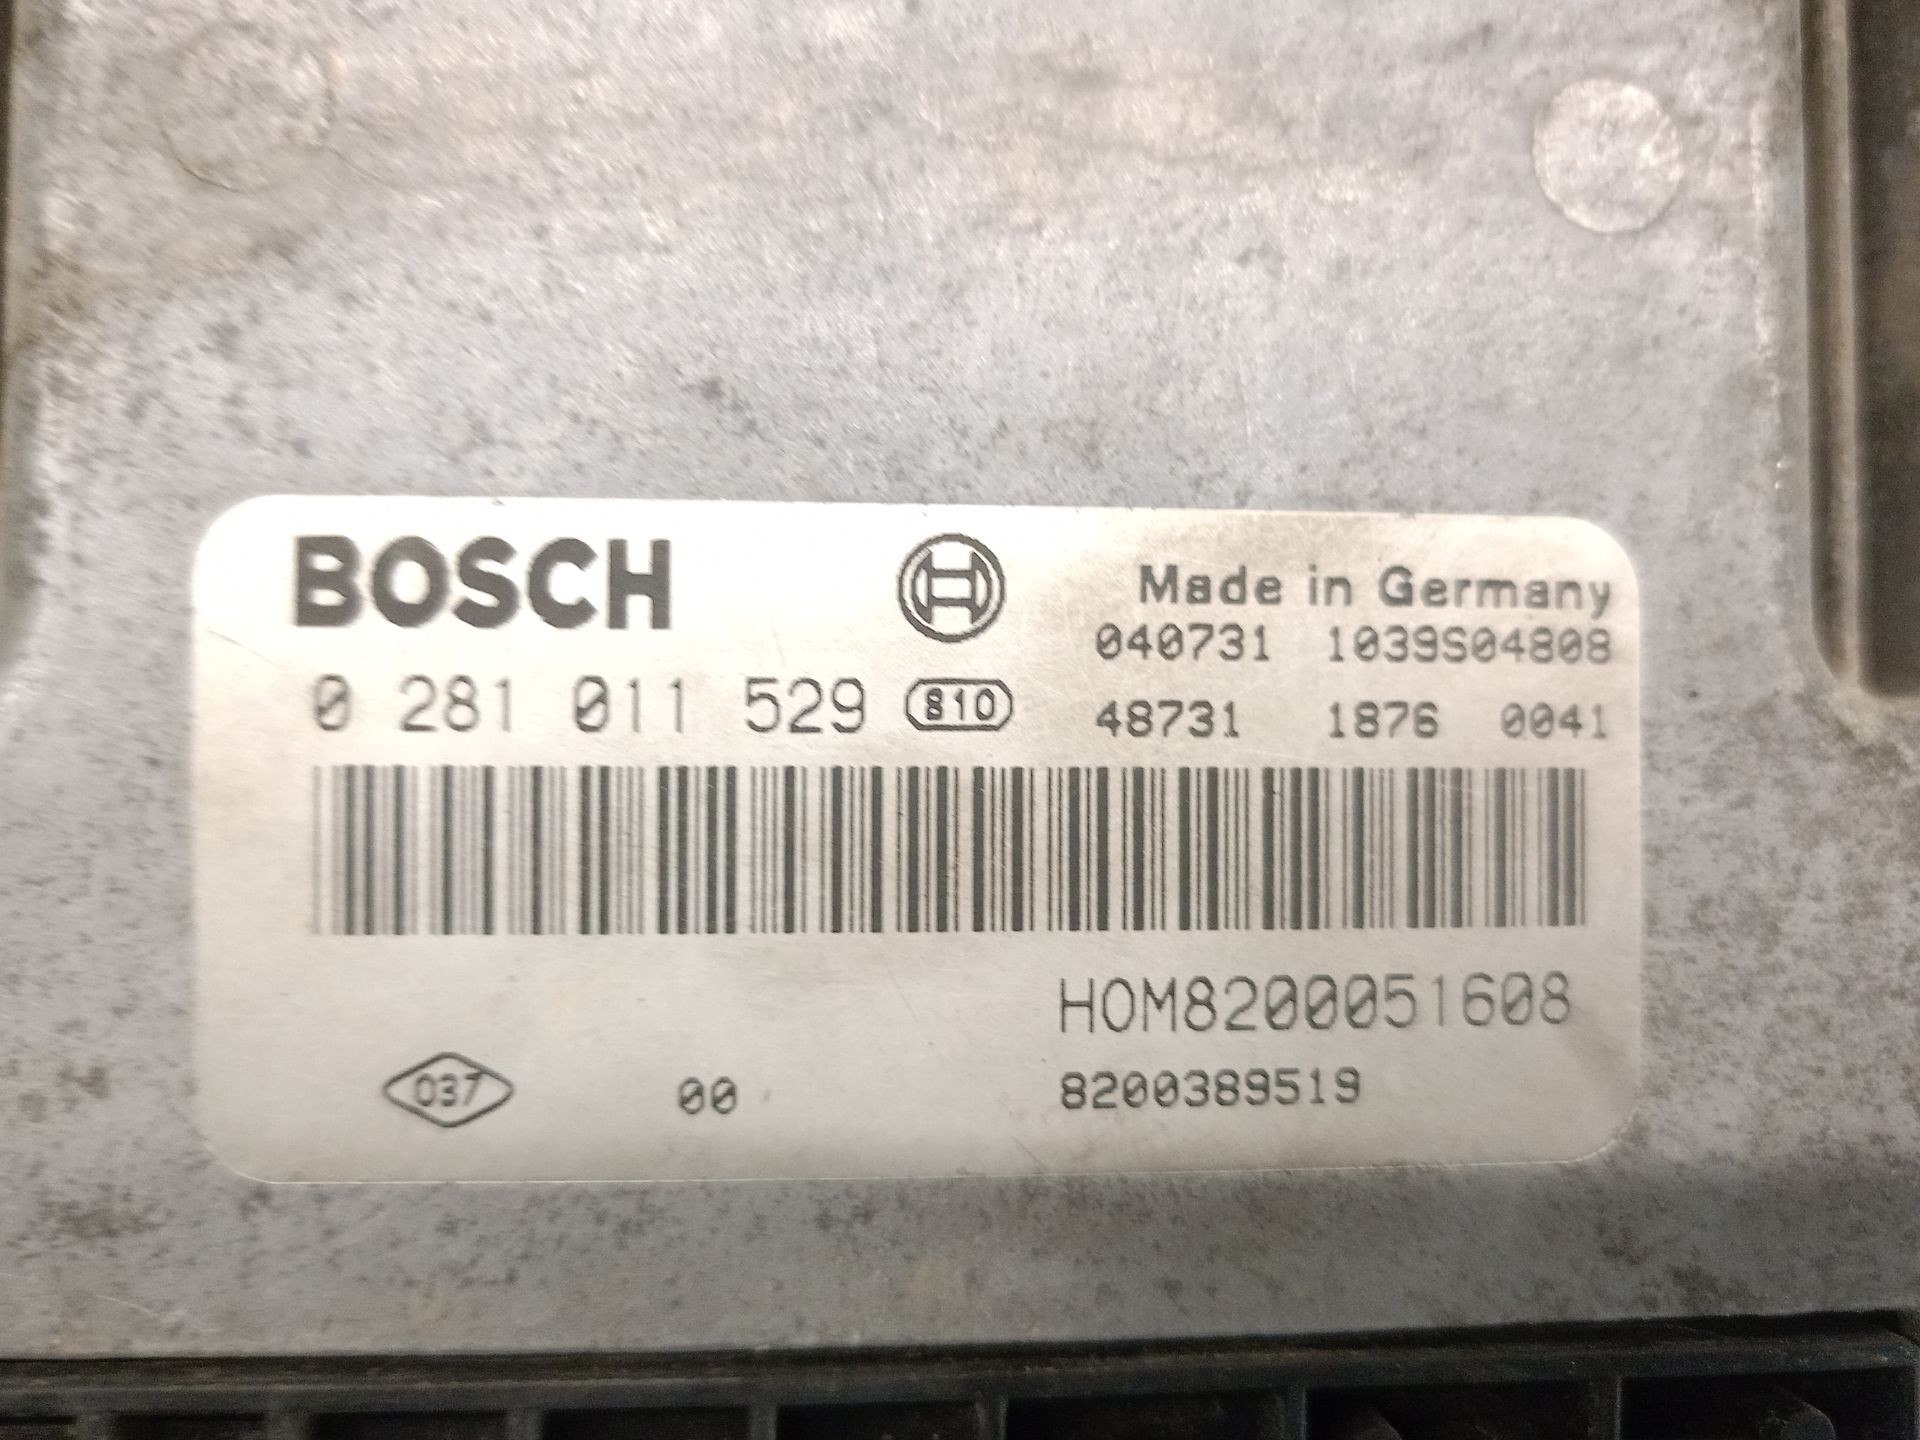 BOSCH
Made in Germany
040731 1039S04808
0 281 011 529 810
48731 1876 0041
HOM8200051608
037 00 8200389519